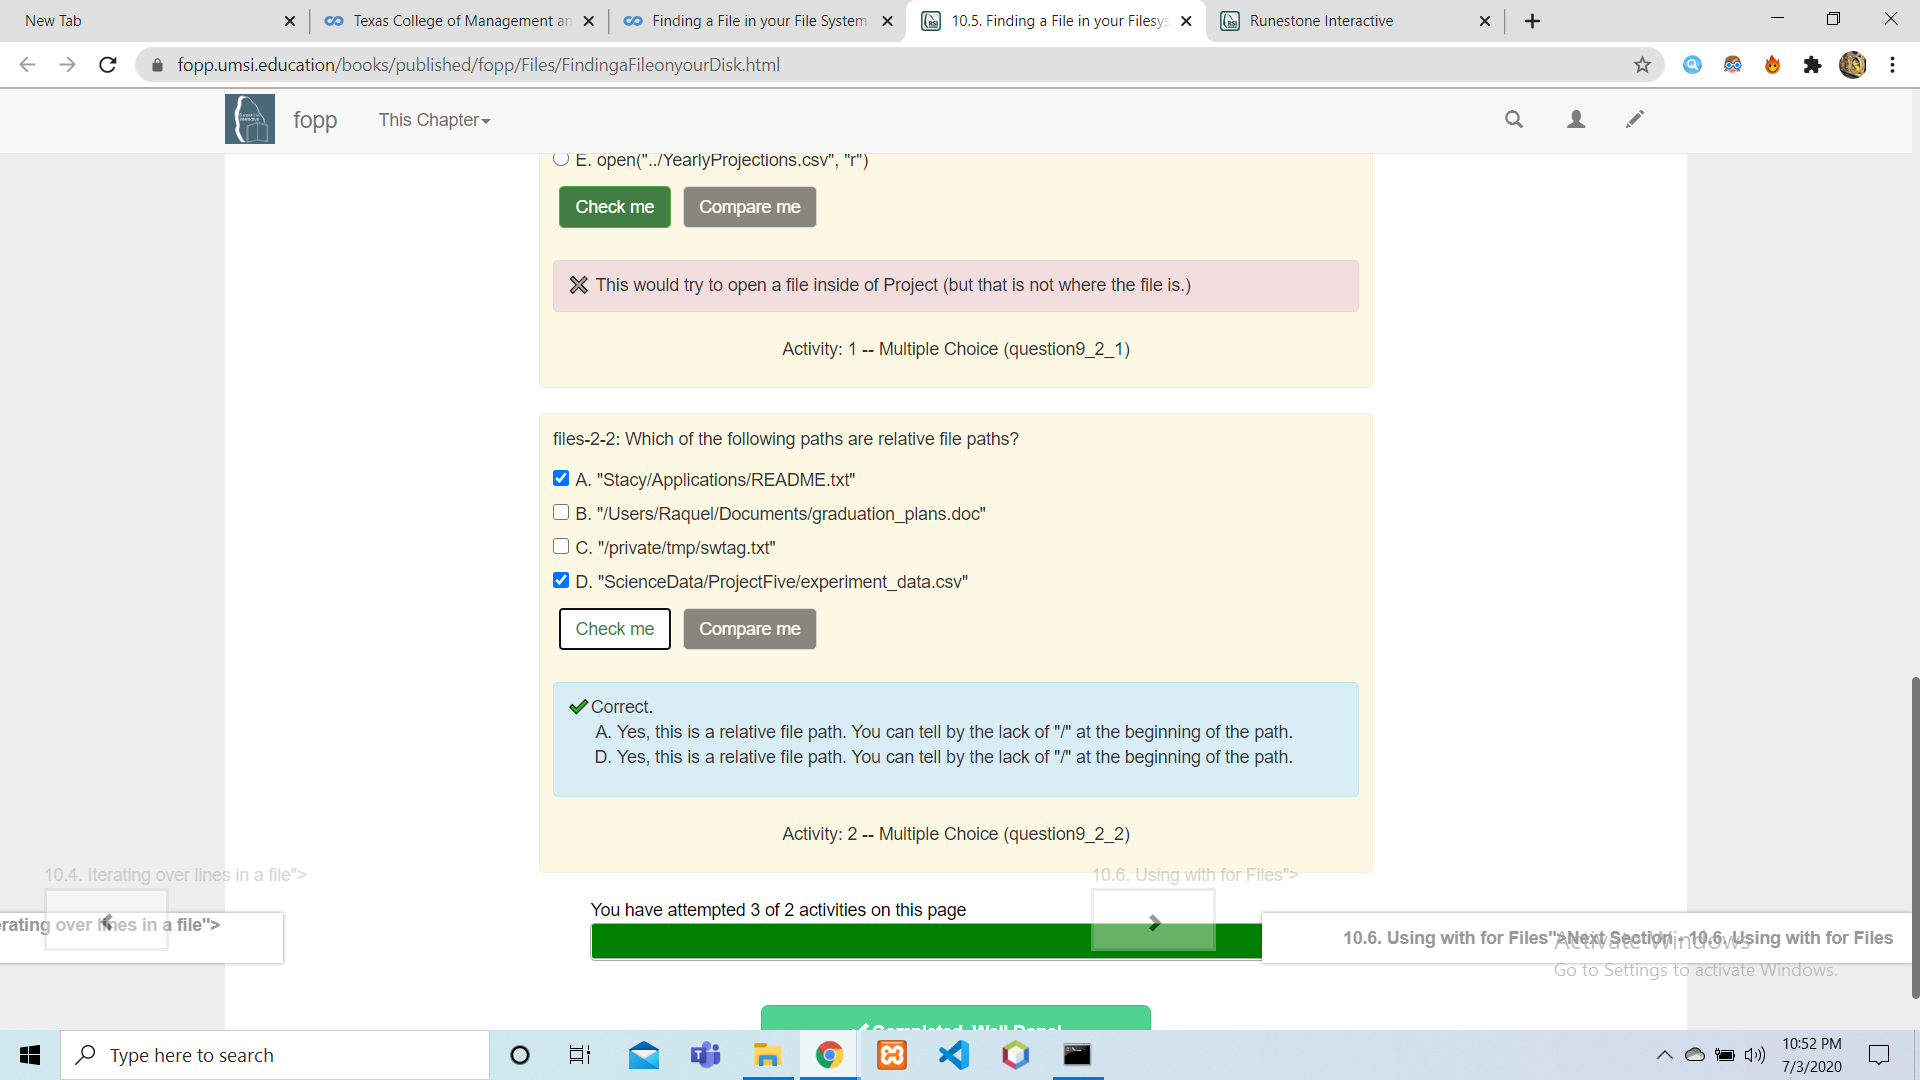 New Tab
Texas College of Management an
Finding a File in your File System
10.5. Finding a File in your Filesys
Runestone Interactive
fopp.umsi.education/books/published/fopp/Files/FindingaFileonyourDisk.html
fopp
This Chapter
E. open("../YearlyProjections.csv", "r")
Check me
Compare me
This would try to open a file inside of Project (but that is not where the file is.)
Activity: 1 -- Multiple Choice (question9_2_1)
files-2-2: Which of the following paths are relative file paths?
A. "Stacy/Applications/README.txt"
B. "/Users/Raquel/Documents/graduation_plans.doc"
C. "/private/tmp/swtag.txt"
D. "ScienceData/ProjectFive/experiment_data.csv"
Check me
Compare me
Correct.
A. Yes, this is a relative file path. You can tell by the lack of "/" at the beginning of the path.
D. Yes, this is a relative file path. You can tell by the lack of "/" at the beginning of the path.
Activity: 2 -- Multiple Choice (question9_2_2)
10.4. Iterating over lines in a file">
10.6. Using with for Files">
You have attempted 3 of 2 activities on this page
erating over lines in a file">
10.6. Using with for Files">Next Section - 10.6. Using with for Files
Activate Windows
Go to Settings to activate Windows.
Completed. Well Done!
Type here to search
10:52 PM
7/3/2020